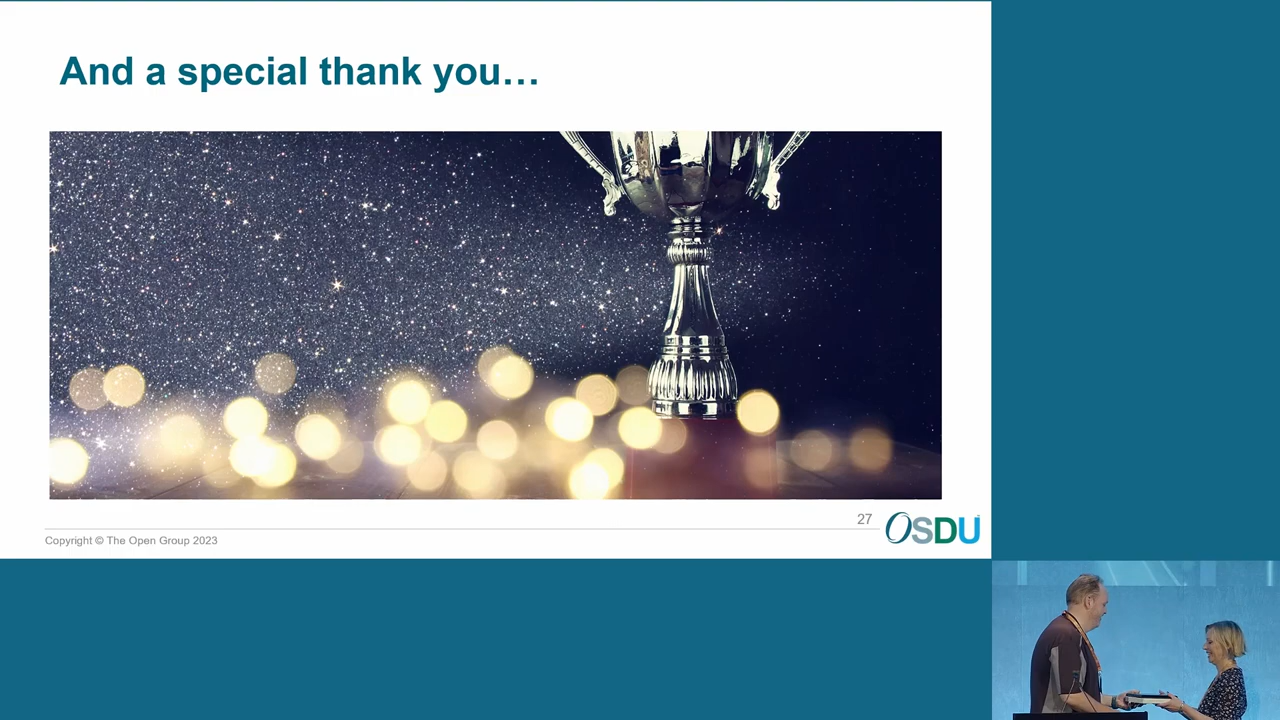 And a special thank you…
27
OSDU
Copyright © The Open Group 2023